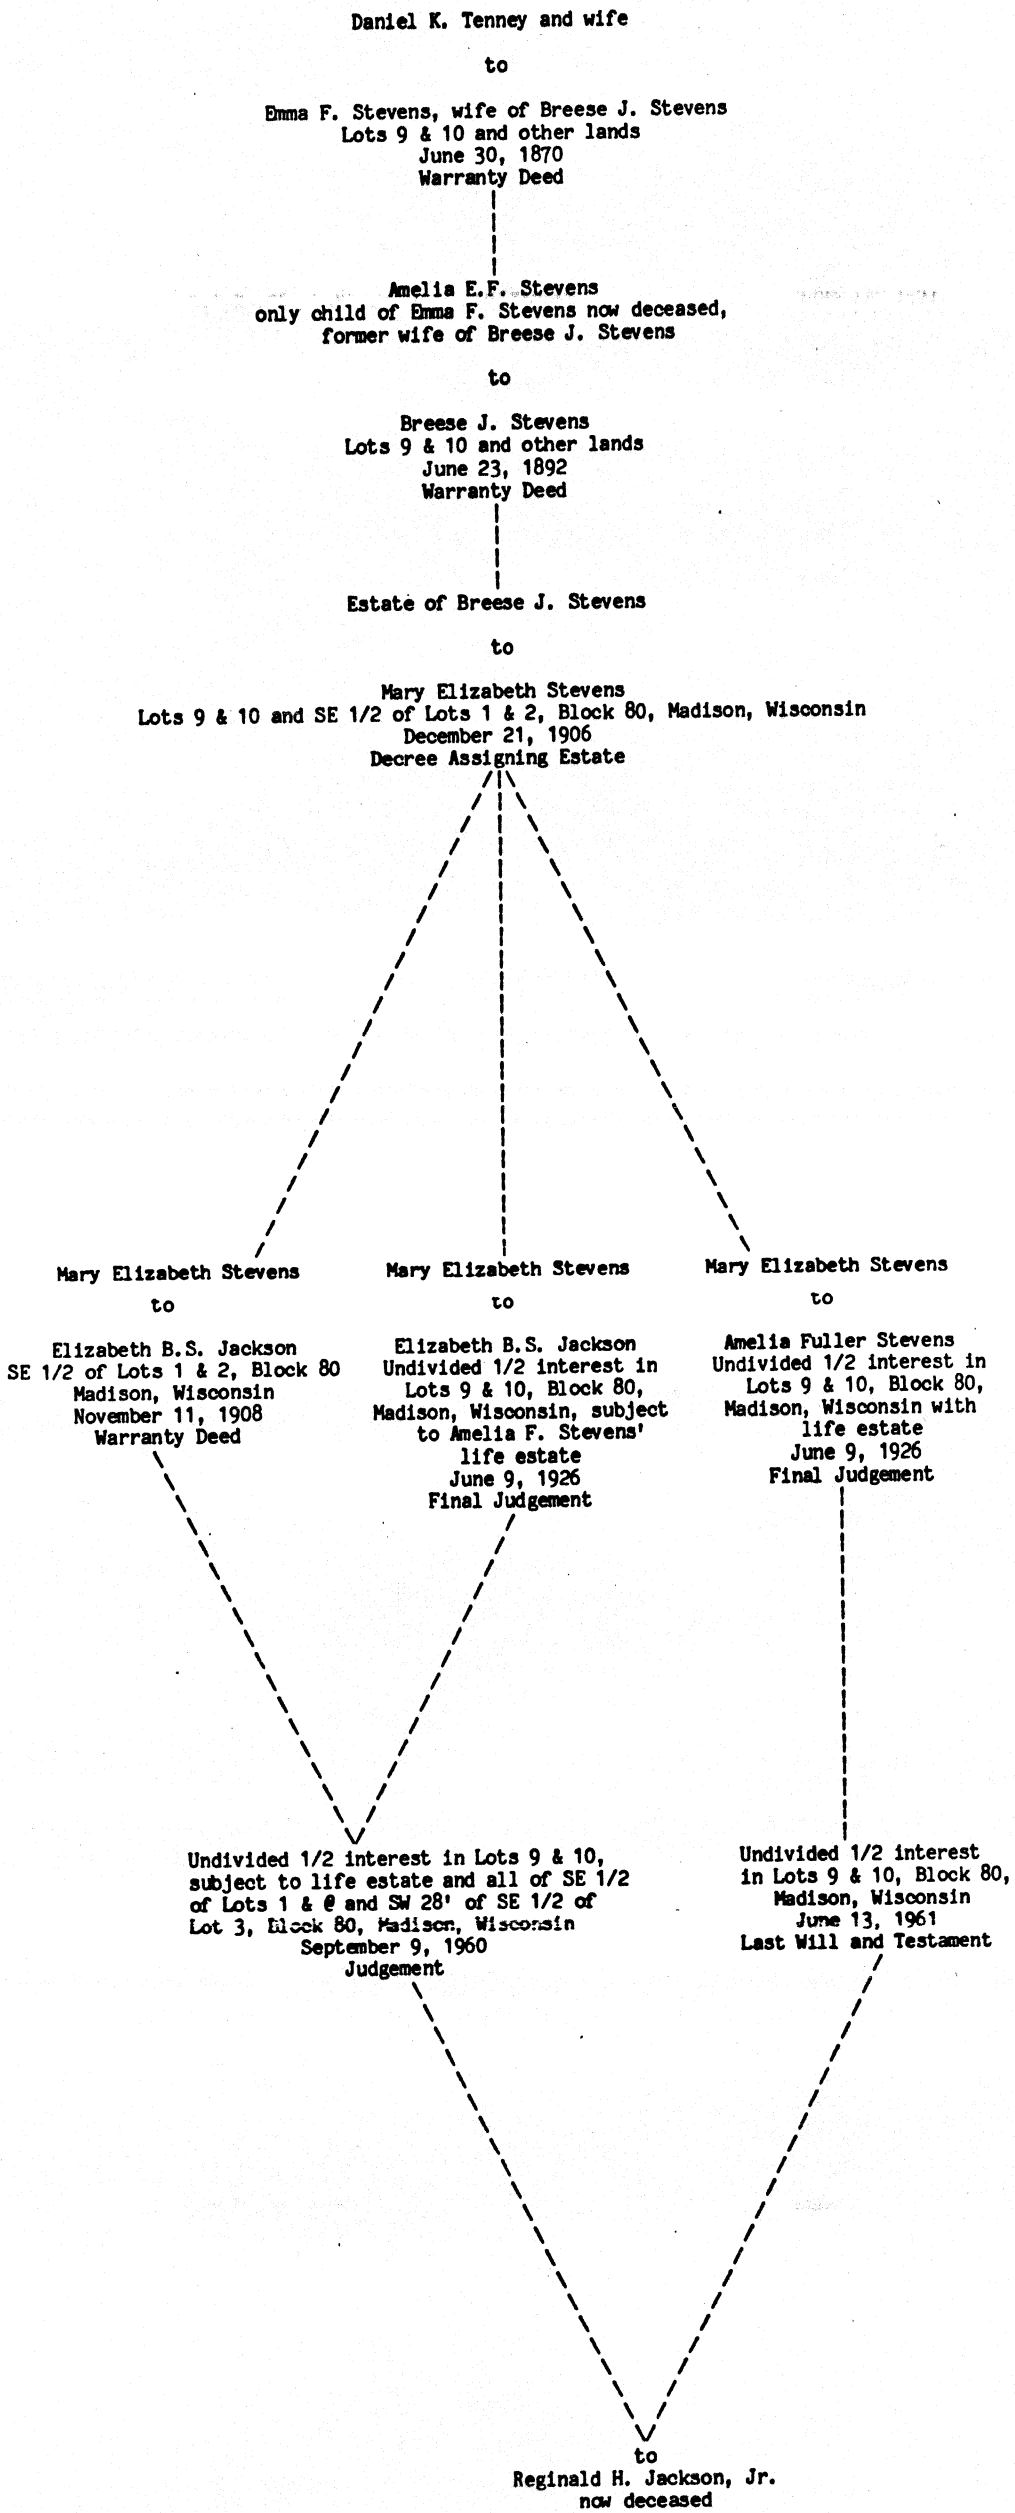 Daniel K. Tenney and wife
to
Emma F. Stevens, wife of Breese J. Stevens
Lots 9 & 10 and other lands
June 30, 1870
Warranty Deed
Amelia E.F. Stevens
only child of Emma F. Stevens now deceased,
former wife of Breese J. Stevens
to
Breese J. Stevens
Lots 9 & 10 and other lands
June 23, 1892
Warranty Deed
Estate of Breese J. Stevens
to
Mary Elizabeth Stevens
Lots 9 & 10 and SE 1/2 of Lots 1 & 2, Block 80, Madison, Wisconsin
December 21, 1906
Decree Assigning Estate
Mary Elizabeth Stevens
to
Elizabeth B.S. Jackson
SE 1/2 of Lots 1 & 2, Block 80
Madison, Wisconsin
November 11, 1908
Warranty Deed
Mary Elizabeth Stevens
to
Elizabeth B.S. Jackson
Undivided 1/2 interest in
Lots 9 & 10, Block 80,
Madison, Wisconsin, subject
to Amelia F. Stevens'
life estate
June 9, 1926
Final Judgement
Mary Elizabeth Stevens
to
Amelia Fuller Stevens
Undivided 1/2 interest in
Lots 9 & 10, Block 80,
Madison, Wisconsin with
life estate
June 9, 1926
Final Judgement
Undivided 1/2 interest in Lots 9 & 10,
subject to life estate and all of SE 1/2
of Lots 1 & @ and SW 28' of SE 1/2 of
Lot 3, Block 80, Madison, Wisconsin
September 9, 1960
Judgement
Undivided 1/2 interest
in Lots 9 & 10, Block 80,
Madison, Wisconsin
June 13, 1961
Last Will and Testament
to
Reginald H. Jackson, Jr.
now deceased